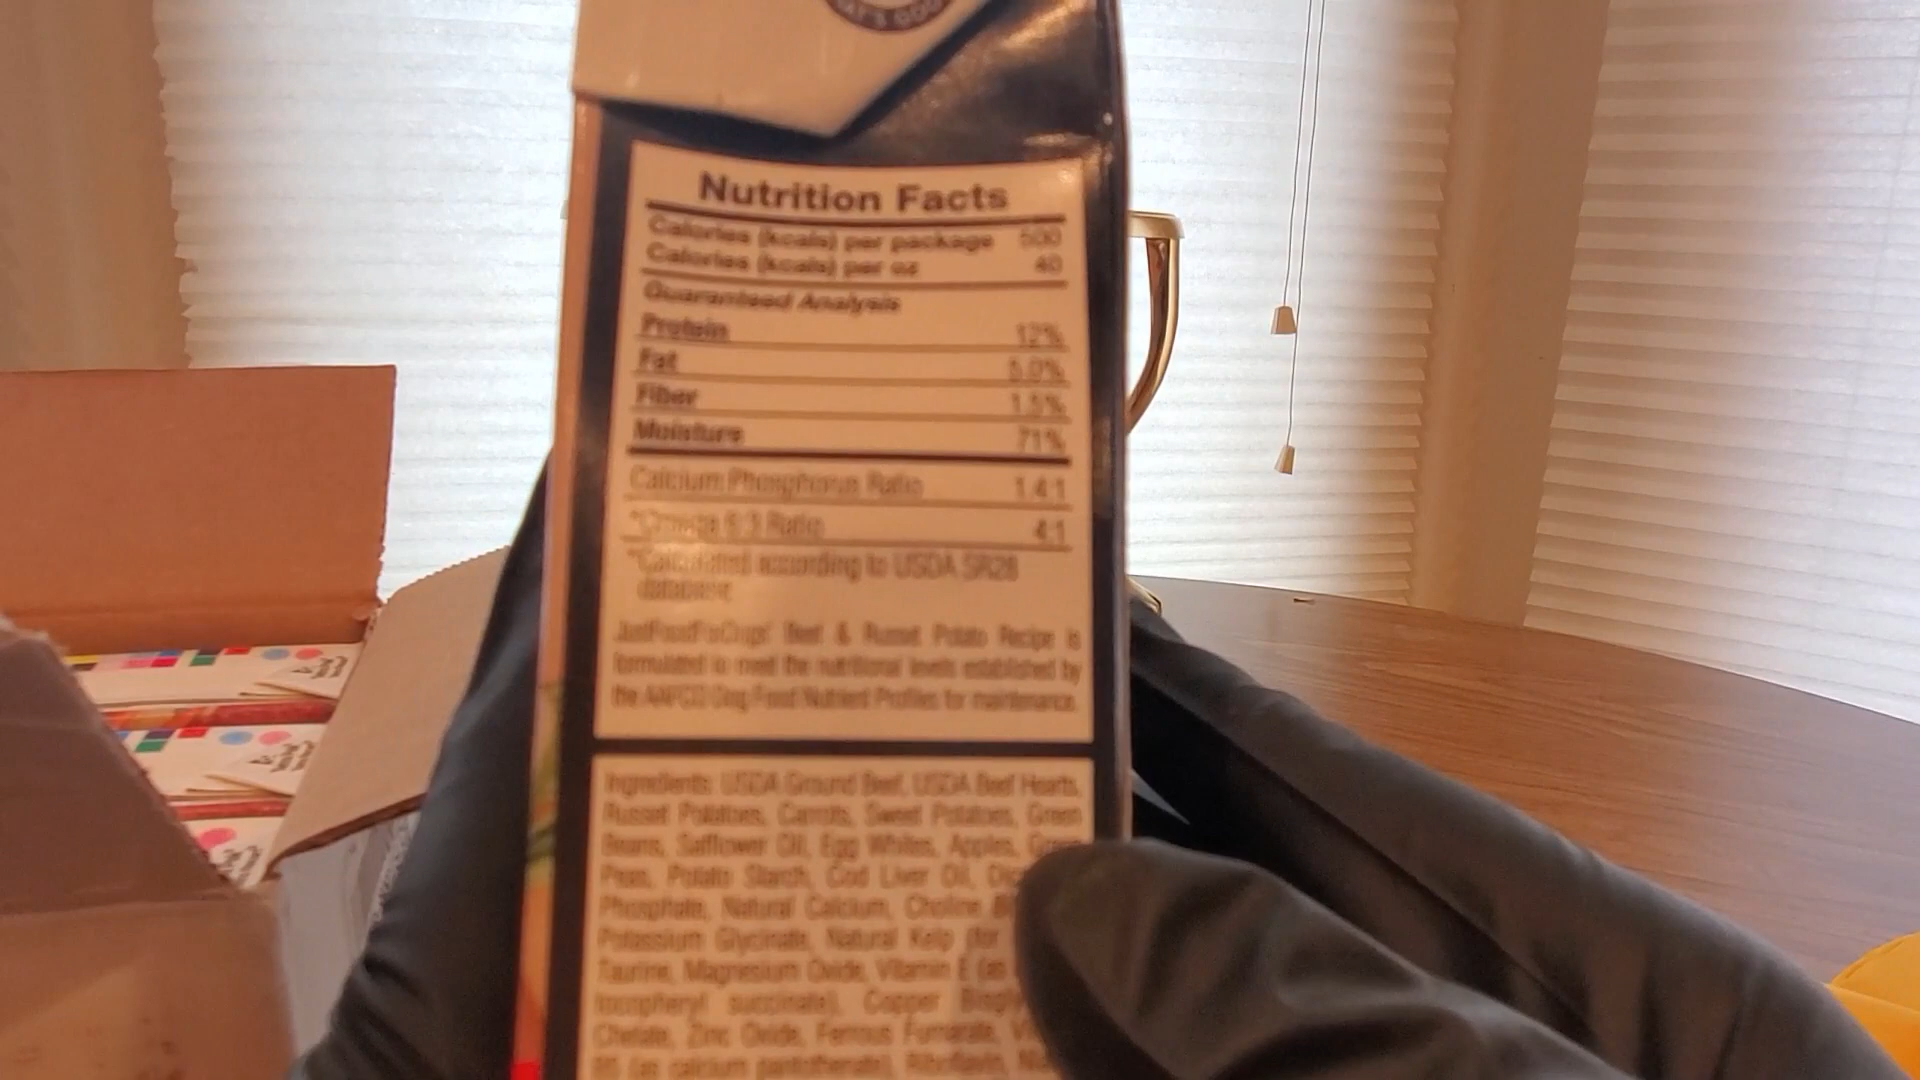 Nutrition Facts
Calories (kcals) per package 500
Calories (kcals) per oz 40
Guaranteed Analysis
Protein 12%
Fat 5.0%
Fiber 1.5%
Moisture 71%
Calcium Phosphorus Ratio 1.4:1
*Omega 6:3 Ratio 4:1
*Calculated according to USDA SR28
database
JustFoodForDogs' Beef & Russet Potato Recipe is
formulated to meet the nutritional levels established by
the AAFCO Dog Food Nutrient Profiles for maintenance.
Ingredients: USDA Ground Beef, USDA Beef Hearts,
Russet Potatoes, Carrots, Sweet Potatoes, Green
Beans, Safflower Oil, Egg Whites, Apples, Green
Peas, Potato Starch, Cod Liver Oil,
Phosphate, Natural Calcium, Choline
Potassium Glycinate, Natural Kelp (for
Taurine, Magnesium Oxide, Vitamin E (as
tocopheryl succinate), Copper
Chelate, Zinc Oxide, Ferrous Fumarate,
(as calcium pantothenate), Riboflavin,